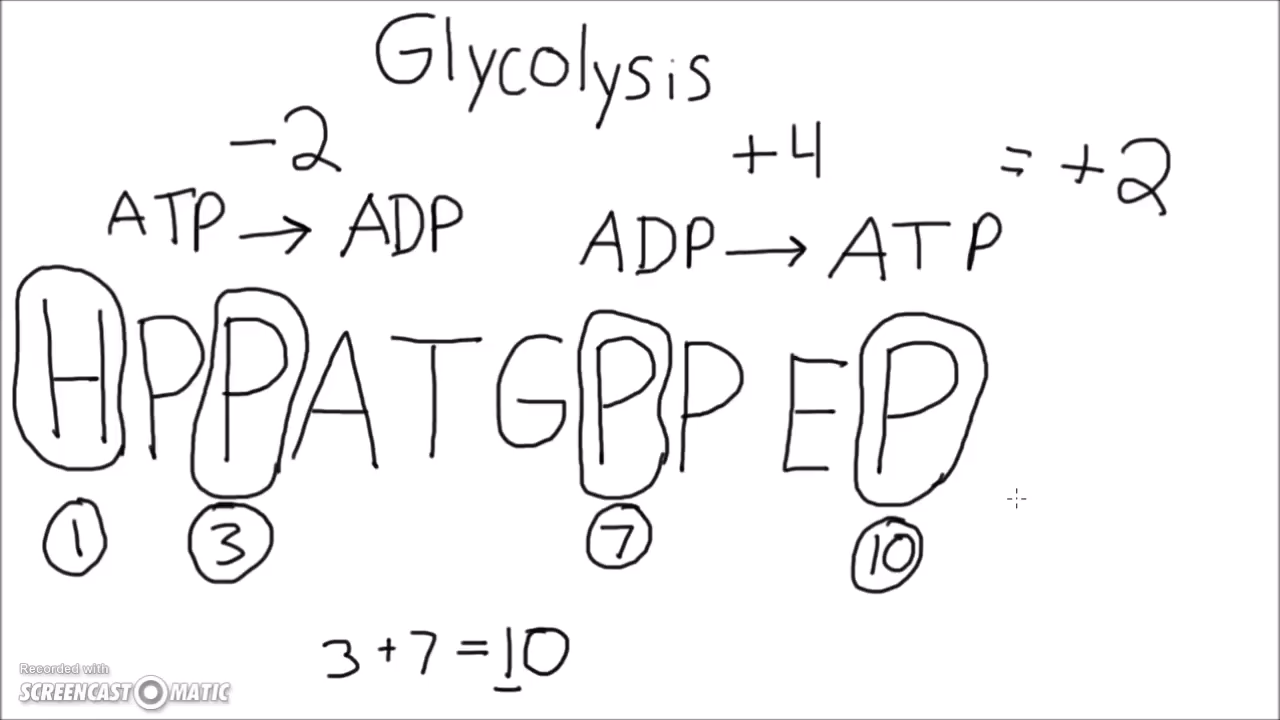 Glycolysis
-2 +4 = +2
ATP → ADP ADP → ATP
HPPATGPPEP
1 3 7 10
3 + 7 = 10
Recorded with
SCREENCAST MATIC